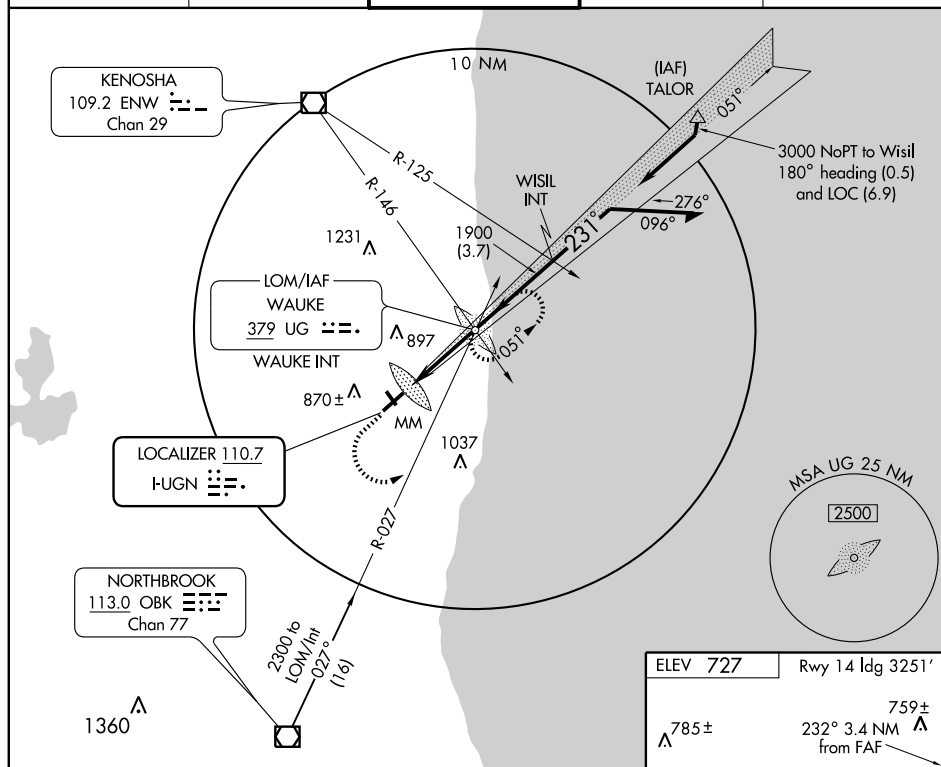 10 NM
KENOSHA
109.2 ENW
Chan 29
(IAF)
TALOR
051°
3000 NoPT to Wisil
180° heading (0.5)
and LOC (6.9)
R-125
R-146
WISIL
INT
276°
096°
231°
1231
1900
(3.7)
LOM/IAF
WAUKE
379 UG
WAUKE INT
897
051°
870±
MM
LOCALIZER 110.7
I-UGN
1037
R-027
MSA UG 25 NM
2500
NORTHBROOK
113.0 OBK
Chan 77
2300 to
LOM/Int
027°
(16)
1360
ELEV 727
Rwy 14 ldg 3251'
785±
759±
232° 3.4 NM
from FAF